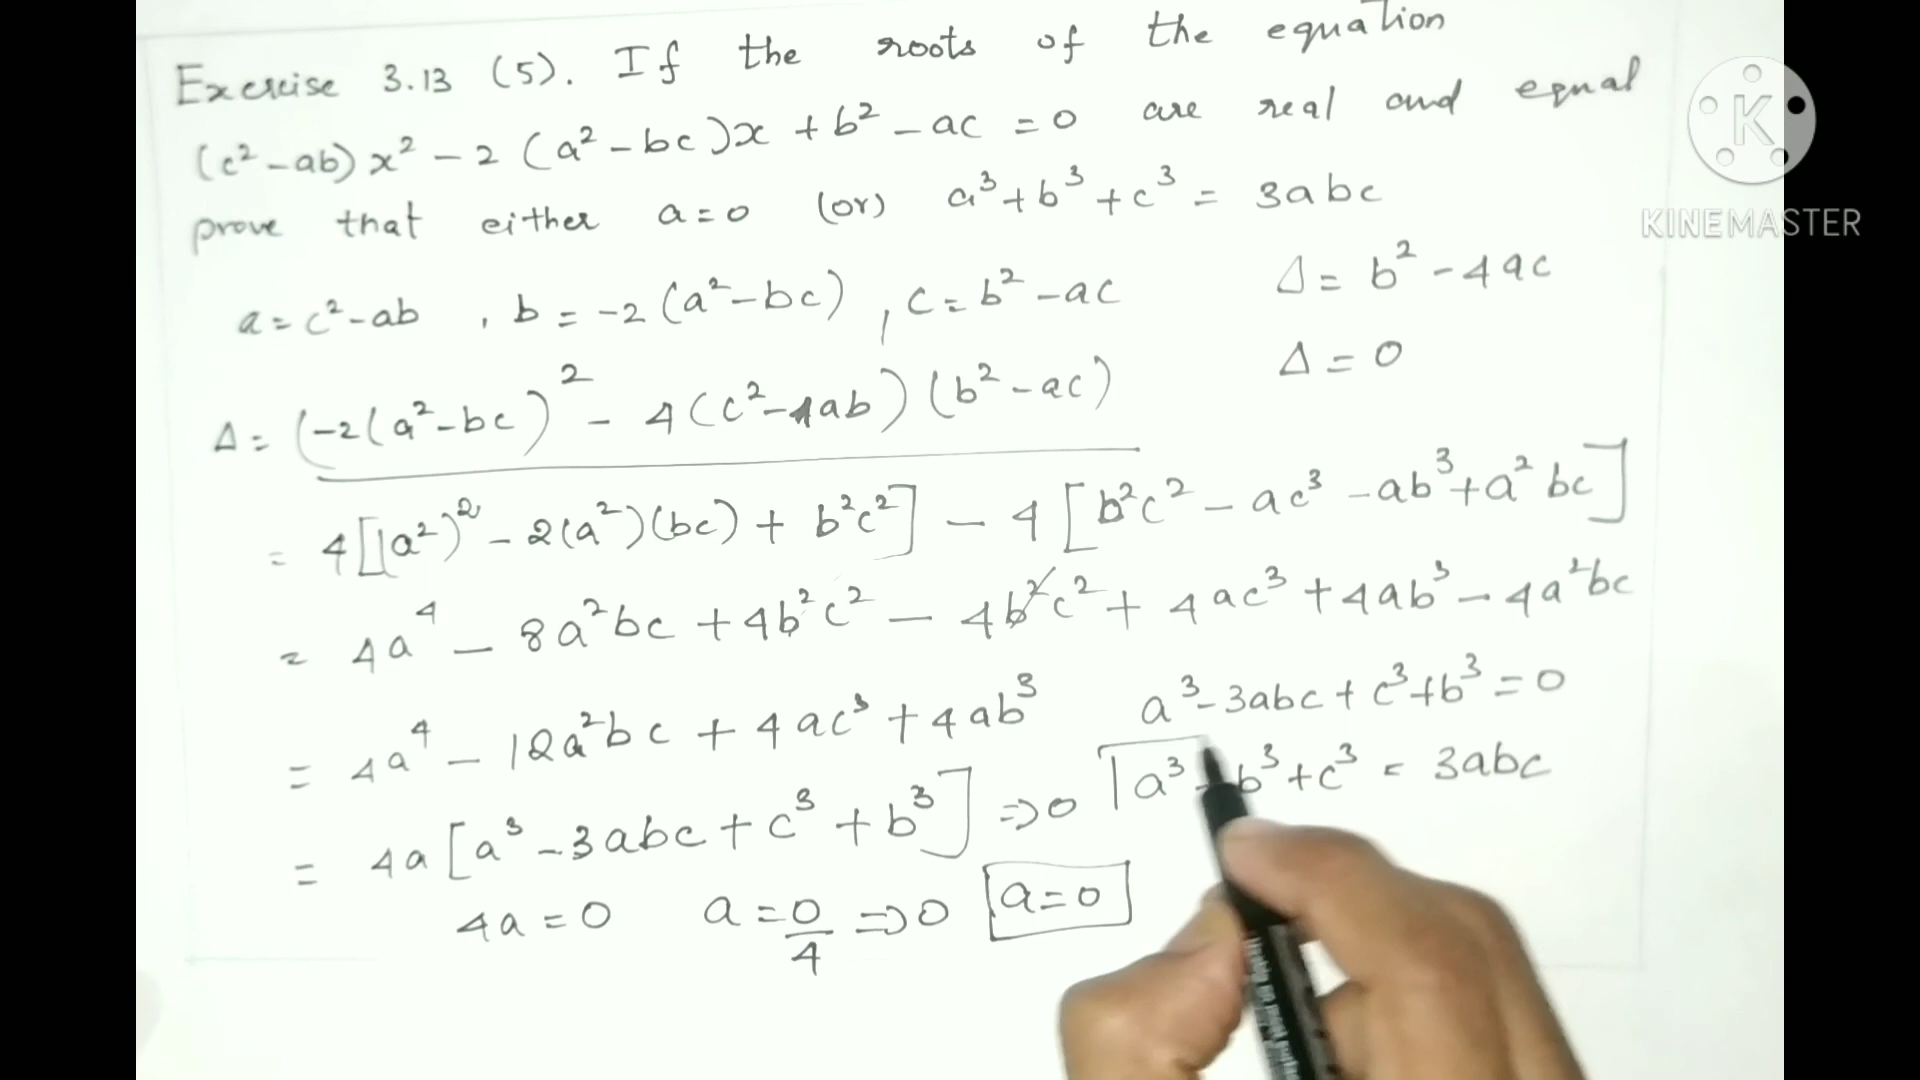 Exercise 3.13 (5). If the roots of the equation
(c²-ab)x² - 2(a²-bc)x + b² - ac = 0 are real and equal
prove that either a=0 (or) a³+b³+c³ = 3abc
a = c²-ab , b = -2(a²-bc) , c = b²-ac Δ = b²-4ac
Δ = 0
Δ = (-2(a²-bc)² - 4(c²-ab)(b²-ac)
= 4[(a²)² - 2(a²)(bc) + b²c²] - 4[b²c² - ac³ - ab³ + a²bc]
= 4a⁴ - 8a²bc + 4b²c² - 4b²c² + 4ac³ + 4ab³ - 4a²bc
= 4a⁴ - 12a²bc + 4ac³ + 4ab³ a³-3abc+c³+b³=0
= 4a[a³-3abc+c³+b³] ⇒ 0 a³ b³+c³ = 3abc
4a = 0 a = 0/4 ⇒ 0 a=0
K
KINEMASTER